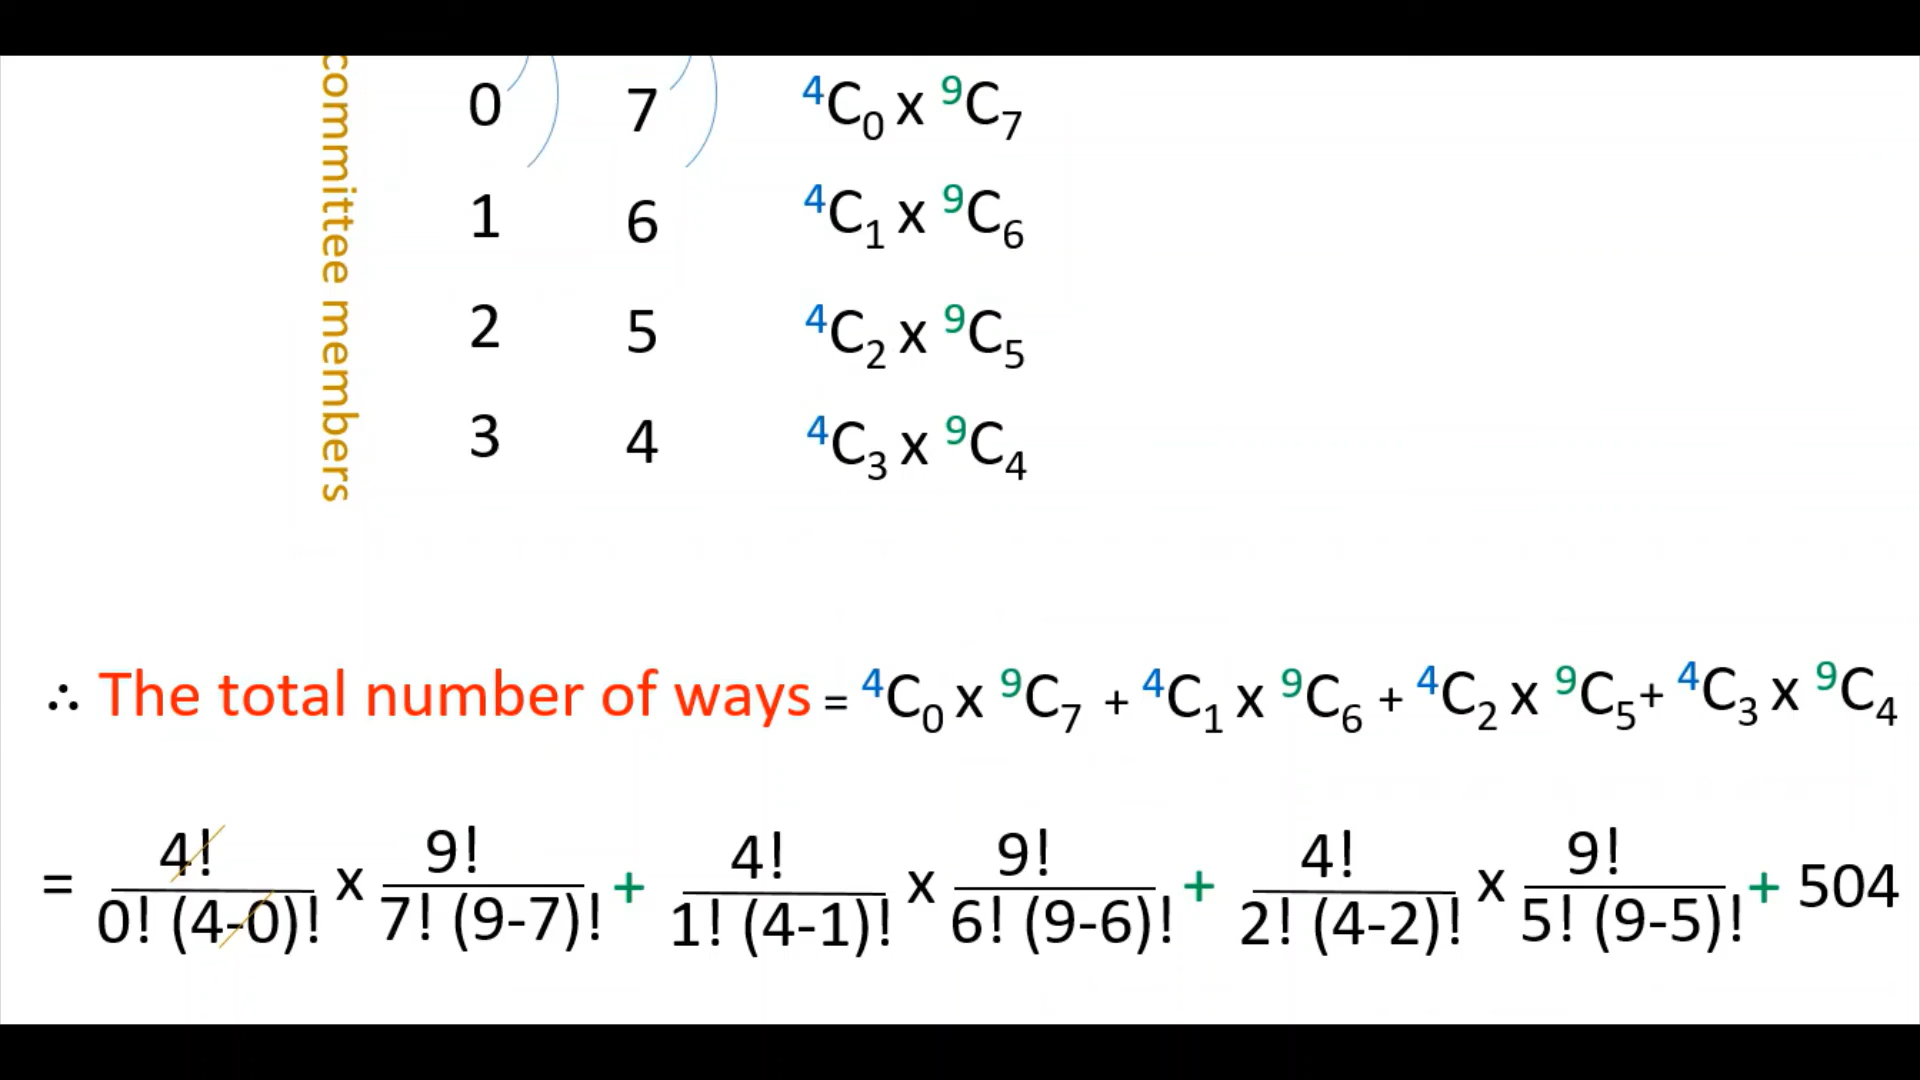 committee members
0 7 ⁴C₀ x ⁹C₇
1 6 ⁴C₁ x ⁹C₆
2 5 ⁴C₂ x ⁹C₅
3 4 ⁴C₃ x ⁹C₄
∴ The total number of ways = ⁴C₀ x ⁹C₇ + ⁴C₁ x ⁹C₆ + ⁴C₂ x ⁹C₅ + ⁴C₃ x ⁹C₄
= 4!/0! (4-0)! x 9!/7! (9-7)! + 4!/1! (4-1)! x 9!/6! (9-6)! + 4!/2! (4-2)! x 9!/5! (9-5)! + 504